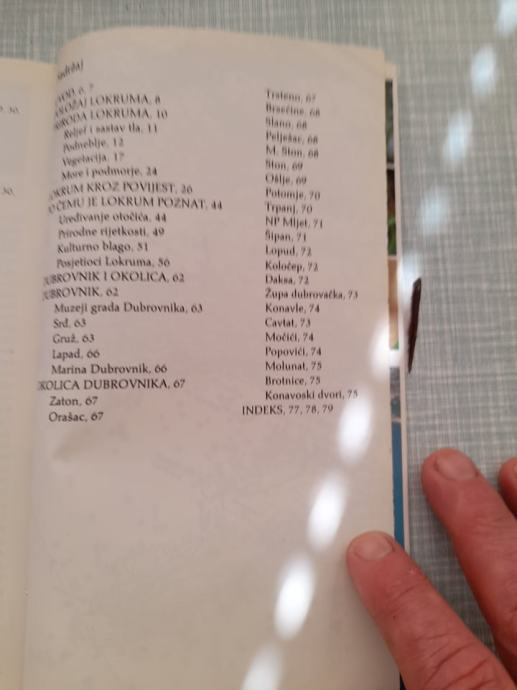 Sadržaj
UVOD, 6, 7
POLOŽAJ LOKRUMA, 8
PRIRODA LOKRUMA, 10
Reljef i sastav tla, 11
Podneblje, 12
Vegetacija, 17
More i podmorje, 24
LOKRUM KROZ POVIJEST, 26
PO ČEMU JE LOKRUM POZNAT, 44
Uređivanje otočića, 44
Prirodne rijetkosti, 49
Kulturno blago, 51
Posjetioci Lokruma, 56
DUBROVNIK I OKOLICA, 62
DUBROVNIK, 62
Muzeji grada Dubrovnika, 63
Srđ, 63
Gruž, 63
Lapad, 66
Marina Dubrovnik, 66
OKOLICA DUBROVNIKA, 67
Zaton, 67
Orašac, 67
Trsteno, 67
Brsečine, 68
Slano, 68
Pelješac, 68
M. Ston, 68
Ston, 69
Ošlje, 69
Potomje, 70
Trpanj, 70
NP Mljet, 71
Šipan, 71
Lopud, 72
Koločep, 72
Daksa, 72
Župa dubrovačka, 73
Konavle, 74
Cavtat, 73
Močići, 74
Popovići, 74
Molunat, 75
Brotnice, 75
Konavoski dvori, 75
INDEKS, 77, 78, 79